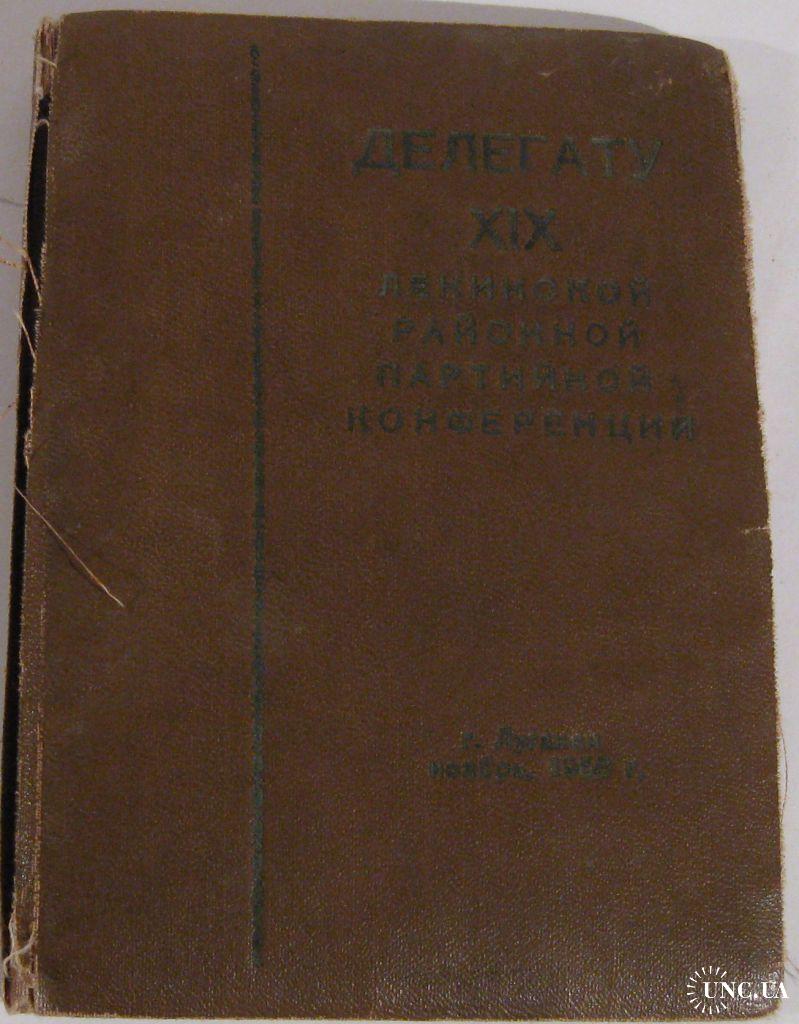 ДЕЛЕГАТУ
XIX
ЛЕНИНСКОЙ
РАЙОННОЙ
ПАРТИЙНОЙ
КОНФЕРЕНЦИИ
г. Луганск
ноябрь, г.
UNC.UA